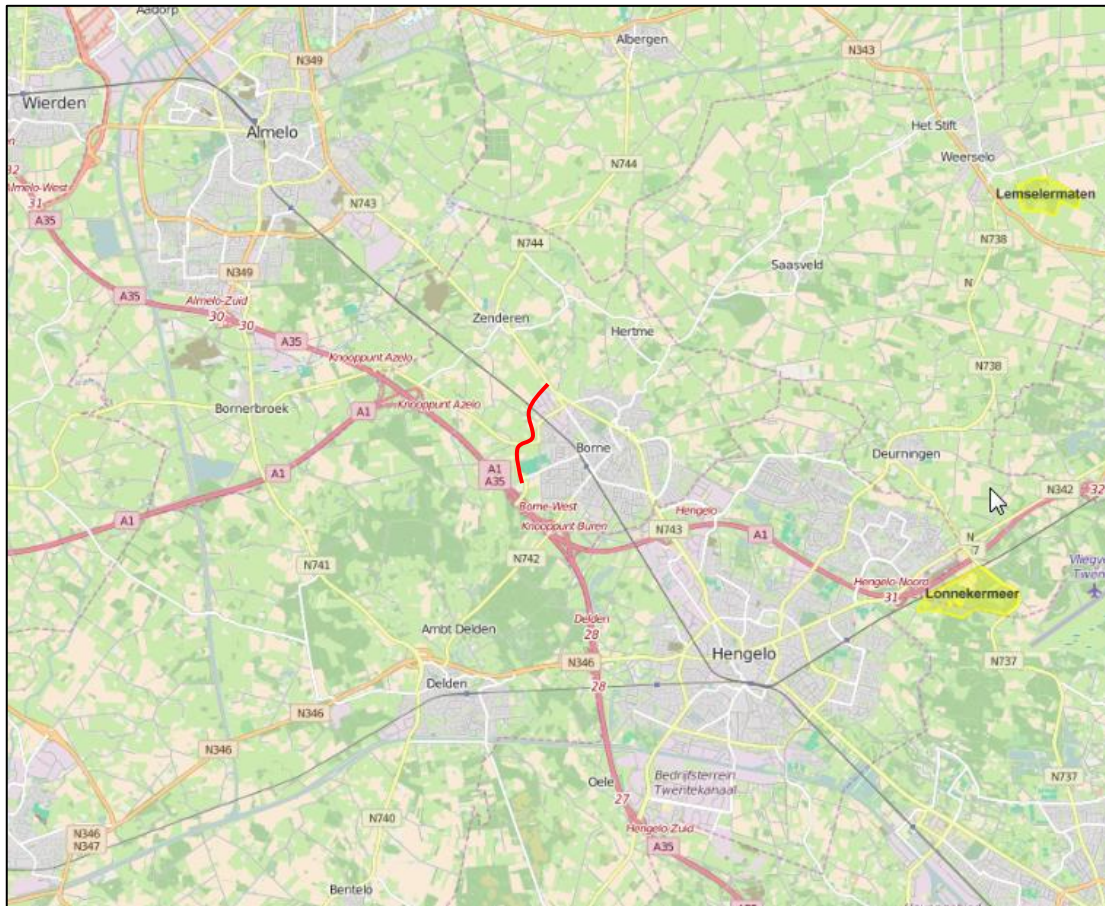 Aadorp
Albergen
N349
N343
Wierden
Almelo
Het Stift
Weerselo
N744
Almelo-West
31
A35
N743
Lemselermaten
N744
N738
N349
Saasveld
A35
Almelo-Zuid
30
30
N
Zenderen
Hertme
A35
Knooppunt Azelo
N738
Bornerbroek
A1
Knooppunt Azelo
Borne
Deurningen
A1
A1
A35
N342
32
A1
Borne-West
Hengelo
Knooppunt Buren
N743
A1
N
7
N741
N742
Vliegve
Twent
Hengelo-Noord
31
Lonnekermeer
Delden
28
Ambt Delden
Hengelo
N346
N737
Delden
28
N346
N346
Oele
Bedrijfsterrein
Twentekanaal
N737
27
N740
Hengelo-Zuid
N346
N347
A35
Bentelo